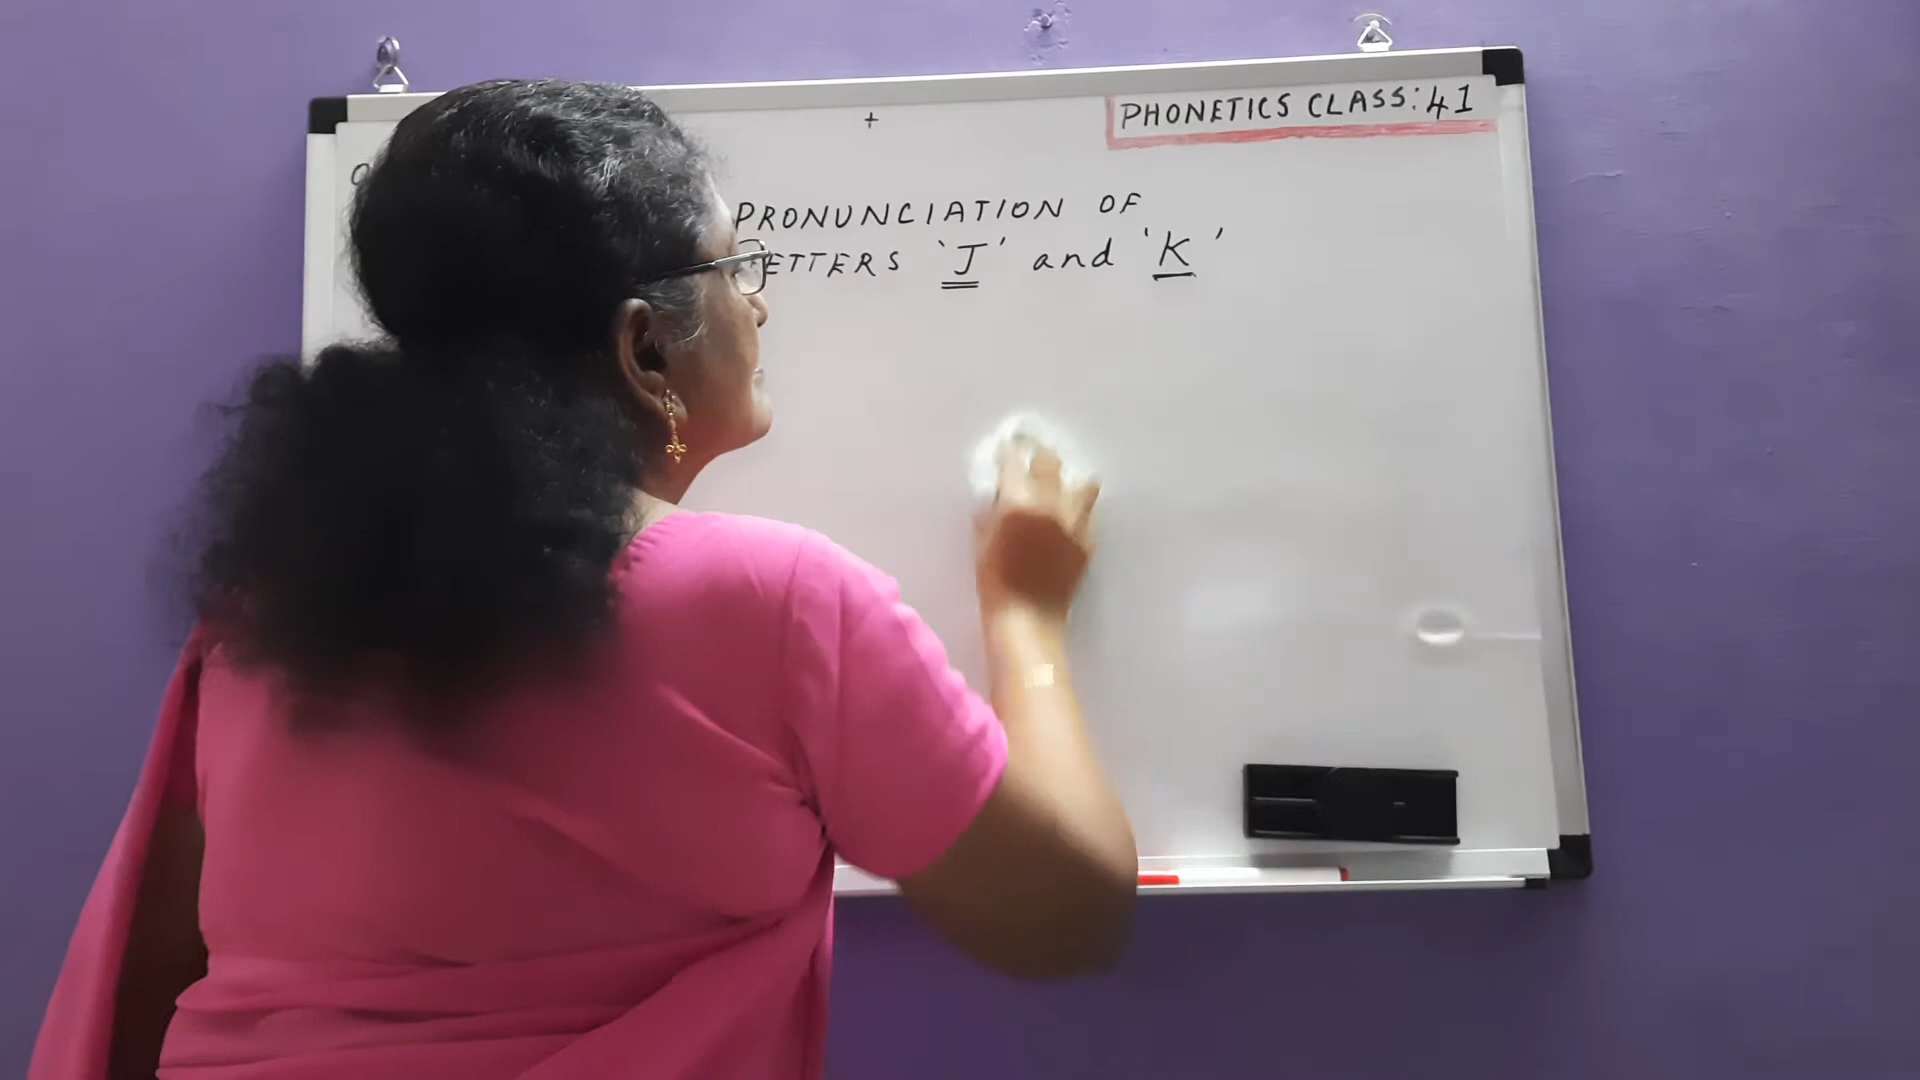 +
PHONETICS CLASS: 41
PRONUNCIATION OF
'J' and 'K'